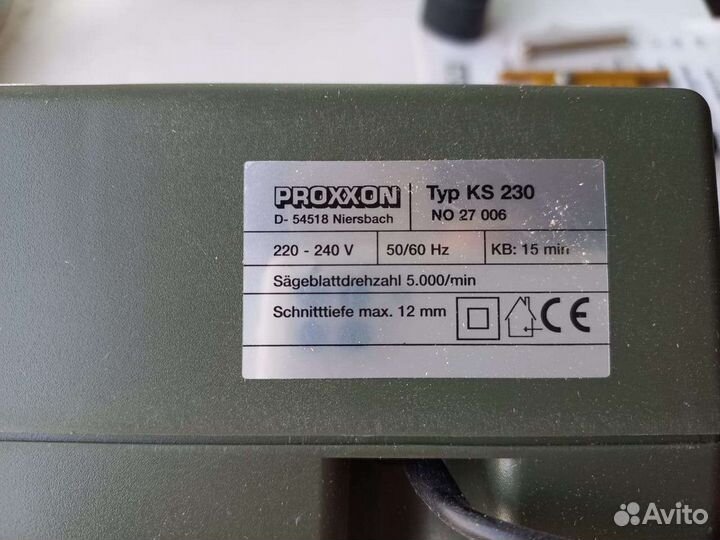 PROXXON
D- 54518 Niersbach
Typ KS 230
NO 27 006
220 - 240 V
50/60 Hz
KB: 15 min
Sägeblattdrehzahl 5.000/min
Schnitttiefe max. 12 mm
CE
Avito